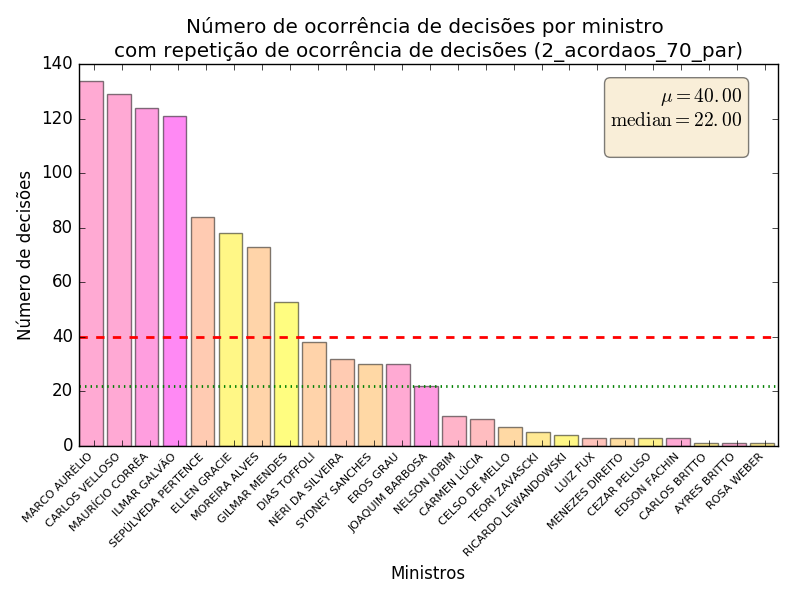 Número de ocorrência de decisões por ministro
com repetição de ocorrência de decisões (2_acordaos_70_par)
μ = 40.00
median = 22.00
Número de decisões
140
120
100
80
60
40
20
0
MARCO AURÉLIO
CARLOS VELLOSO
MAURÍCIO CORRÊA
ILMAR GALVÃO
SEPÚLVEDA PERTENCE
ELLEN GRACIE
MOREIRA ALVES
GILMAR MENDES
DIAS TOFFOLI
NÉRI DA SILVEIRA
SYDNEY SANCHES
EROS GRAU
JOAQUIM BARBOSA
NELSON JOBIM
CÁRMEN LÚCIA
CELSO DE MELLO
TEORI ZAVASCKI
RICARDO LEWANDOWSKI
LUIZ FUX
MENEZES DIREITO
CEZAR PELUSO
EDSON FACHIN
CARLOS BRITTO
AYRES BRITTO
ROSA WEBER
Ministros